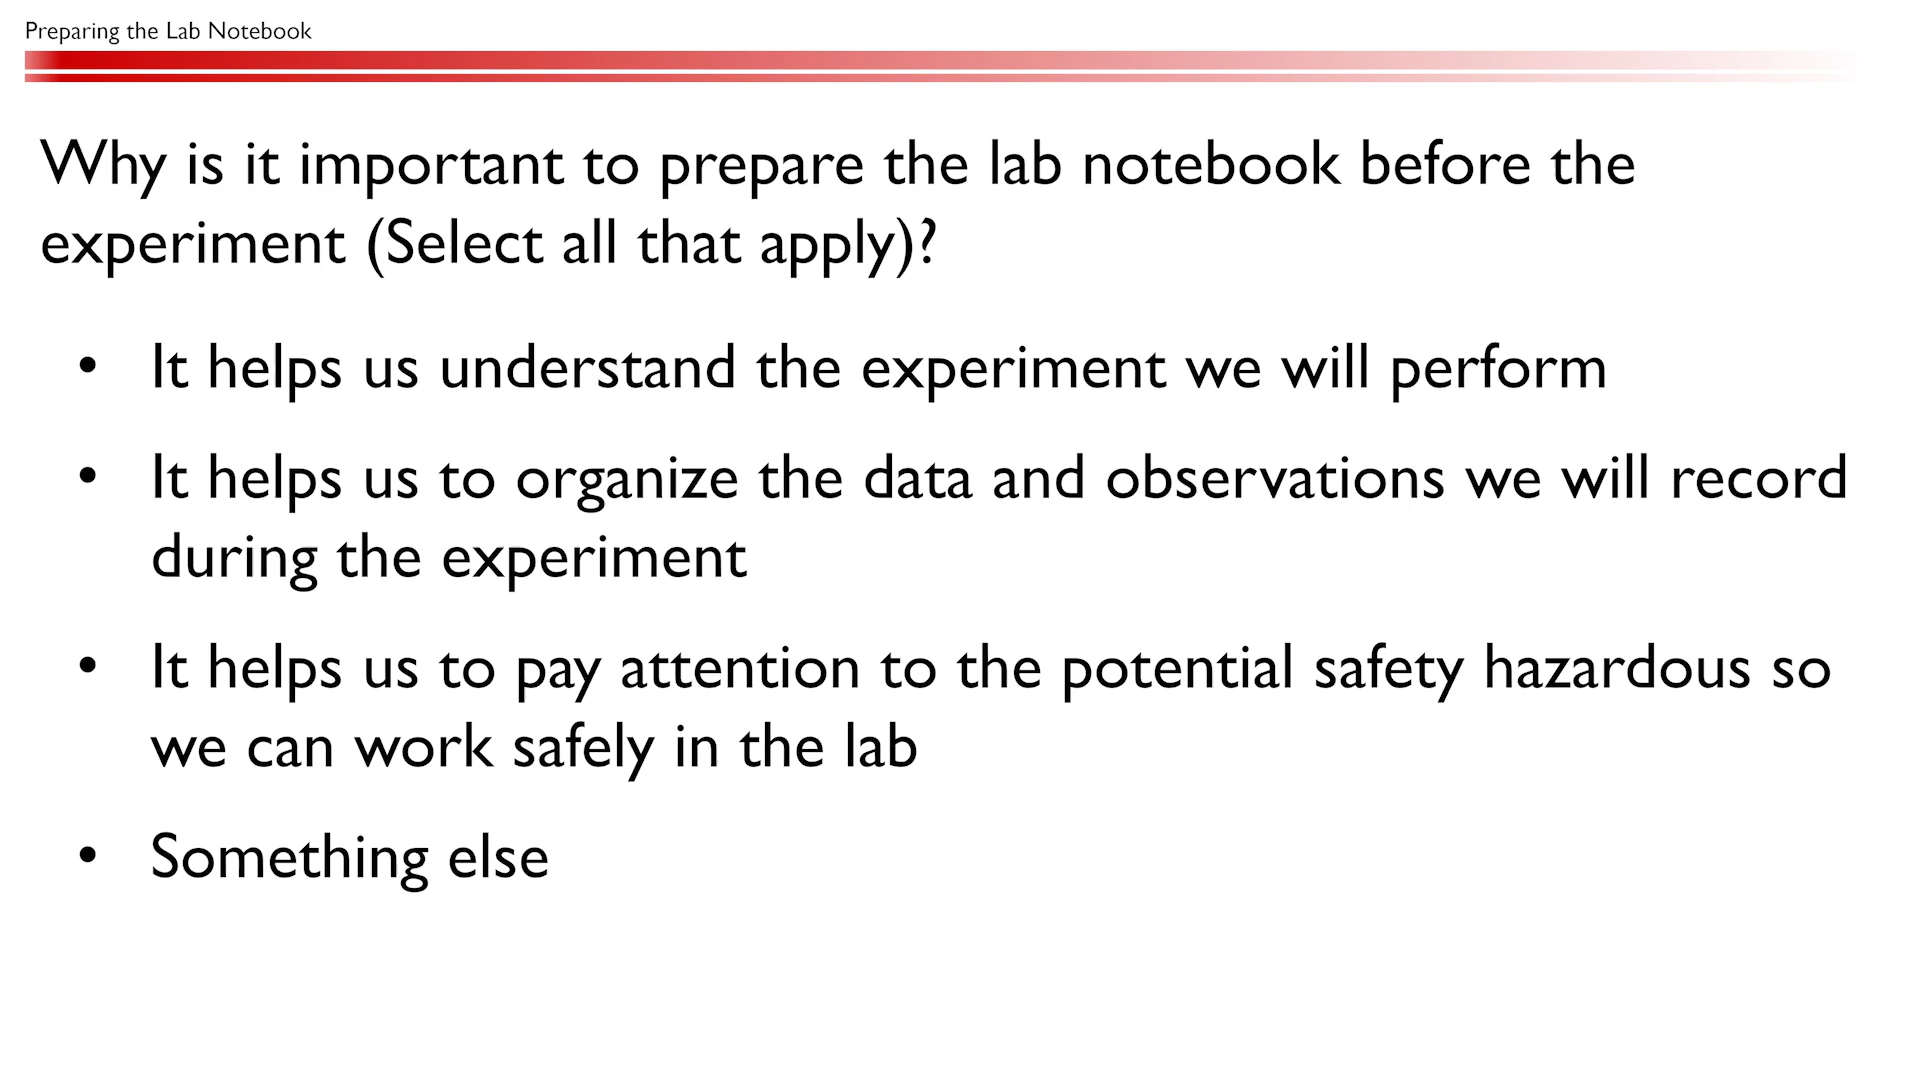 Preparing the Lab Notebook
Why is it important to prepare the lab notebook before the
experiment (Select all that apply)?
• It helps us understand the experiment we will perform
• It helps us to organize the data and observations we will record
during the experiment
• It helps us to pay attention to the potential safety hazardous so
we can work safely in the lab
• Something else